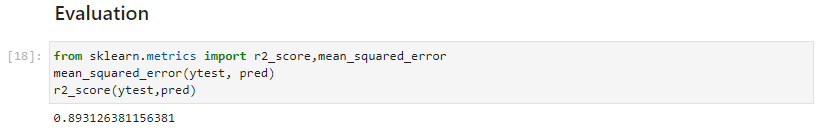 Evaluation
[18]: from sklearn.metrics import r2_score,mean_squared_error
mean_squared_error(ytest, pred)
r2_score(ytest,pred)
0.893126381156381